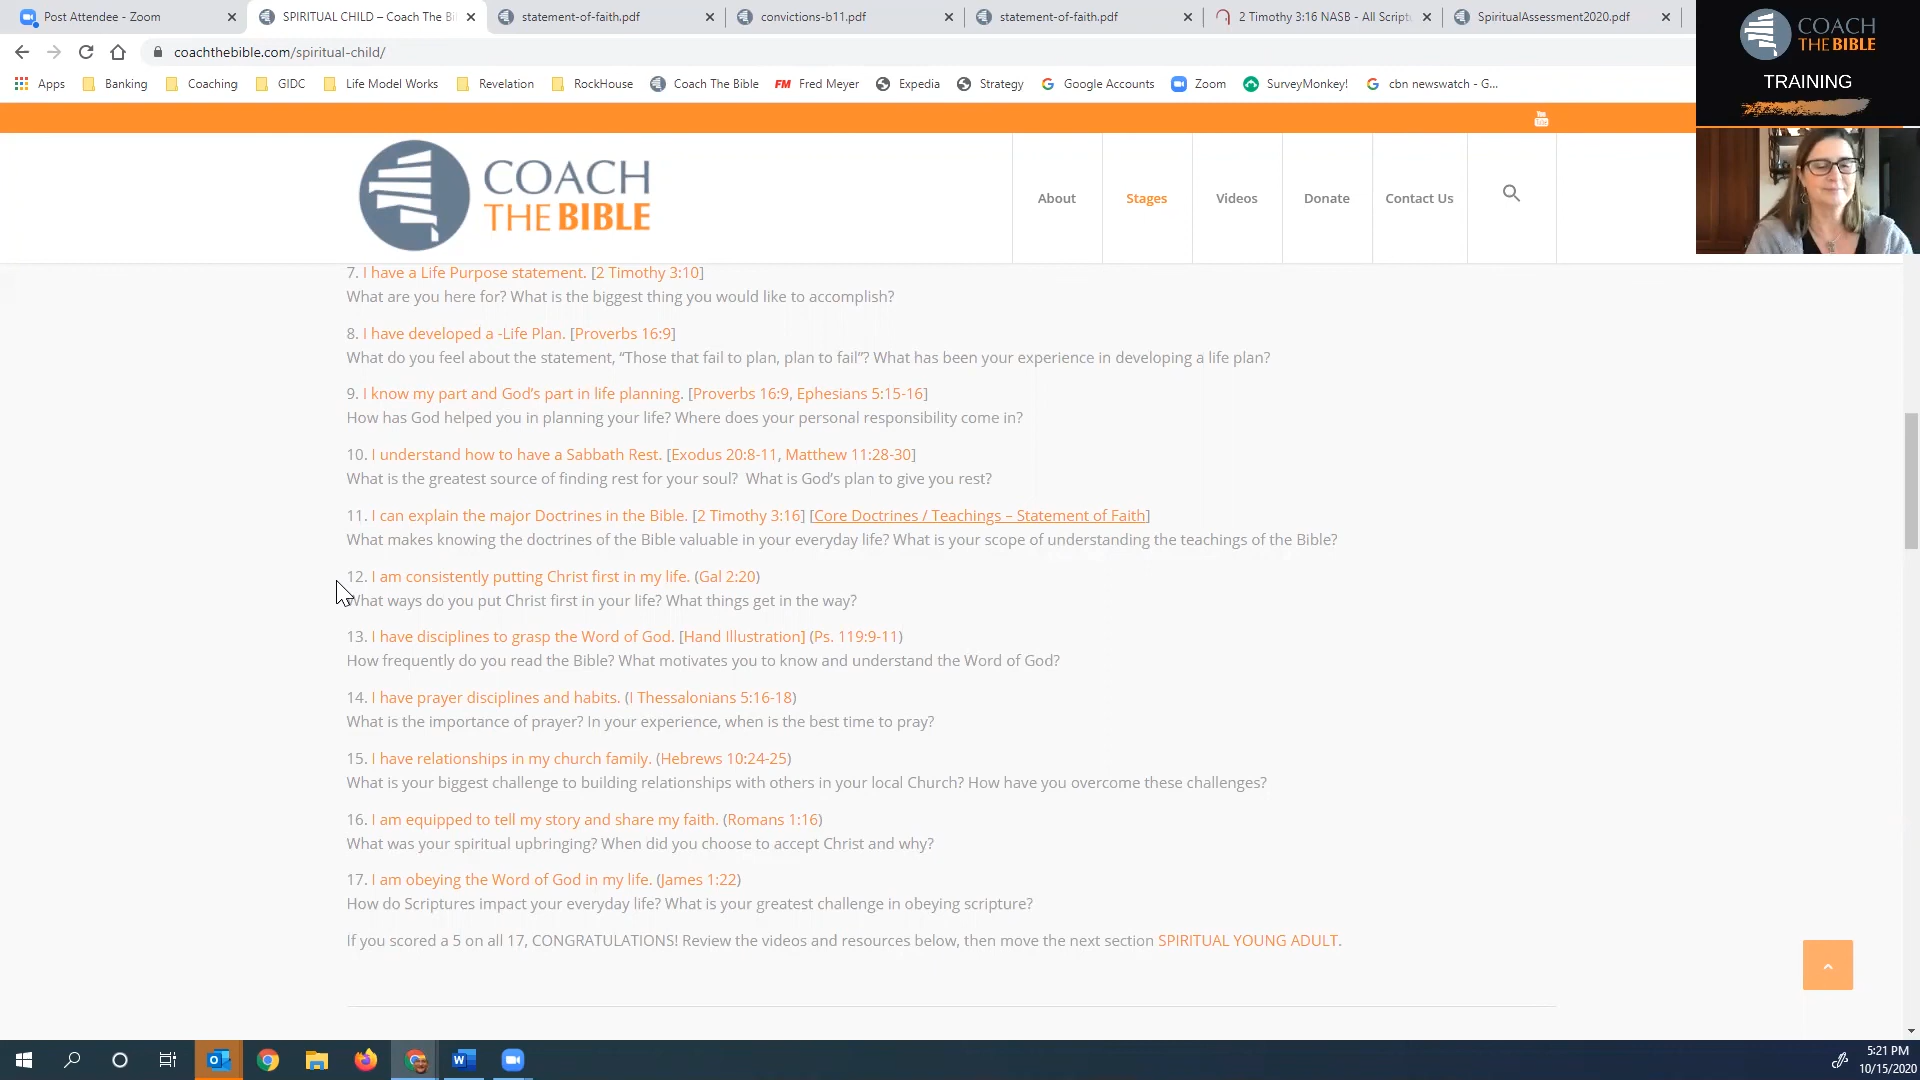 Post Attendee - Zoom
SPIRITUAL CHILD – Coach The Bi
statement-of-faith.pdf
convictions-b11.pdf
statement-of-faith.pdf
2 Timothy 3:16 NASB - All Script
SpiritualAssessment2020.pdf
coachthebible.com/spiritual-child/
Apps Banking Coaching GIDC Life Model Works Revelation RockHouse Coach The Bible FM Fred Meyer Expedia Strategy Google Accounts Zoom SurveyMonkey! cbn newswatch - G...
COACH
THE BIBLE
TRAINING
COACH
THE BIBLE
About Stages Videos Donate Contact Us
7. I have a Life Purpose statement. [2 Timothy 3:10]
What are you here for? What is the biggest thing you would like to accomplish?
8. I have developed a -Life Plan. [Proverbs 16:9]
What do you feel about the statement, “Those that fail to plan, plan to fail”? What has been your experience in developing a life plan?
9. I know my part and God’s part in life planning. [Proverbs 16:9, Ephesians 5:15-16]
How has God helped you in planning your life? Where does your personal responsibility come in?
10. I understand how to have a Sabbath Rest. [Exodus 20:8-11, Matthew 11:28-30]
What is the greatest source of finding rest for your soul?  What is God’s plan to give you rest?
11. I can explain the major Doctrines in the Bible. [2 Timothy 3:16] [Core Doctrines / Teachings – Statement of Faith]
What makes knowing the doctrines of the Bible valuable in your everyday life? What is your scope of understanding the teachings of the Bible?
12. I am consistently putting Christ first in my life. (Gal 2:20)
What ways do you put Christ first in your life? What things get in the way?
13. I have disciplines to grasp the Word of God. [Hand Illustration] (Ps. 119:9-11)
How frequently do you read the Bible? What motivates you to know and understand the Word of God?
14. I have prayer disciplines and habits. (I Thessalonians 5:16-18)
What is the importance of prayer? In your experience, when is the best time to pray?
15. I have relationships in my church family. (Hebrews 10:24-25)
What is your biggest challenge to building relationships with others in your local Church? How have you overcome these challenges?
16. I am equipped to tell my story and share my faith. (Romans 1:16)
What was your spiritual upbringing? When did you choose to accept Christ and why?
17. I am obeying the Word of God in my life. (James 1:22)
How do Scriptures impact your everyday life? What is your greatest challenge in obeying scripture?
If you scored a 5 on all 17, CONGRATULATIONS! Review the videos and resources below, then move the next section SPIRITUAL YOUNG ADULT.
5:21 PM
10/15/2020